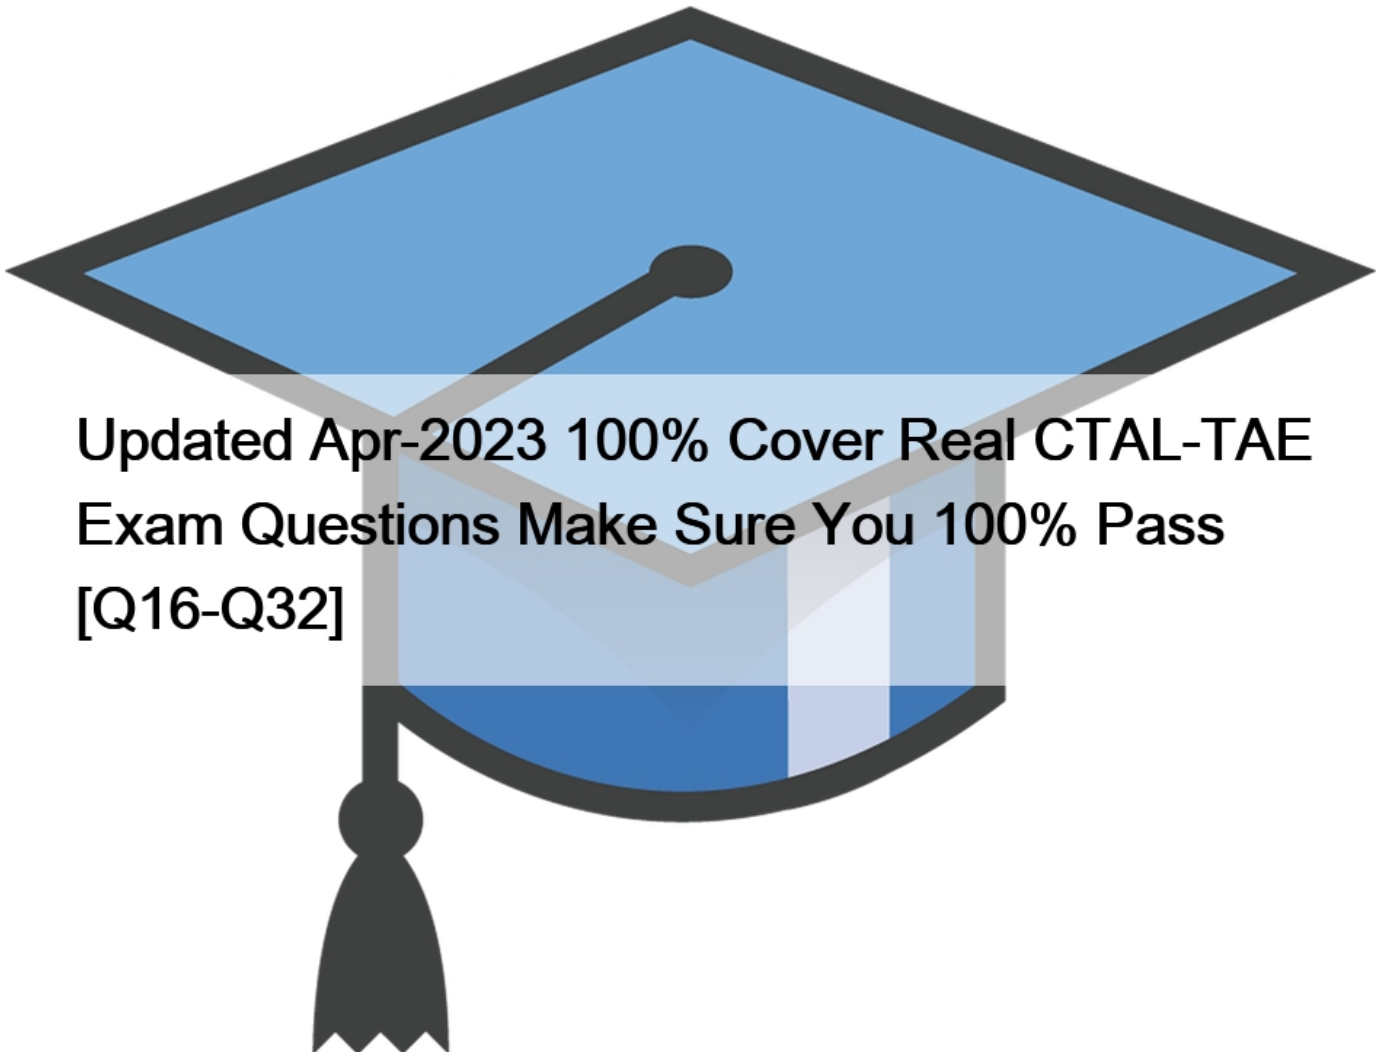 Updated Apr-2023 100% Cover Real CTAL-TAE
Exam Questions Make Sure You 100% Pass
[Q16-Q32]